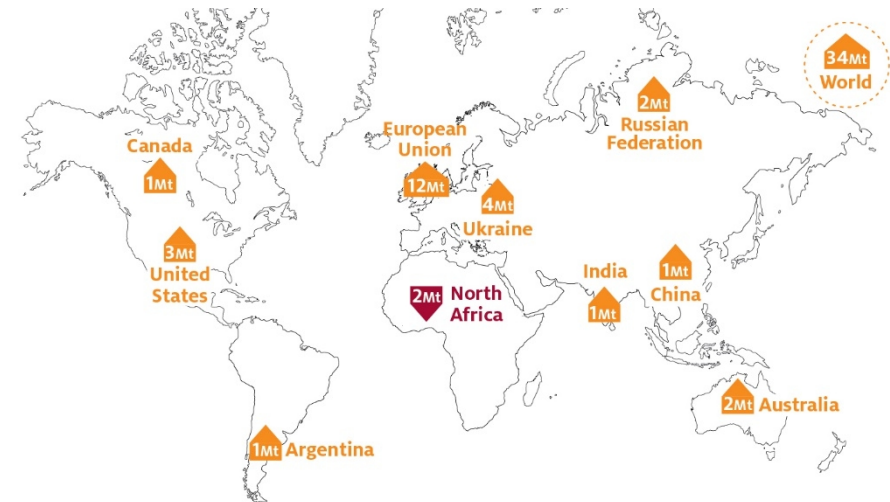 34Mt
World
2Mt
Russian
Federation
European
Union
12Mt
Canada
1Mt
4Mt
Ukraine
3Mt
United
States
India
1Mt
1Mt
China
2Mt
North
Africa
2Mt
Australia
1Mt
Argentina